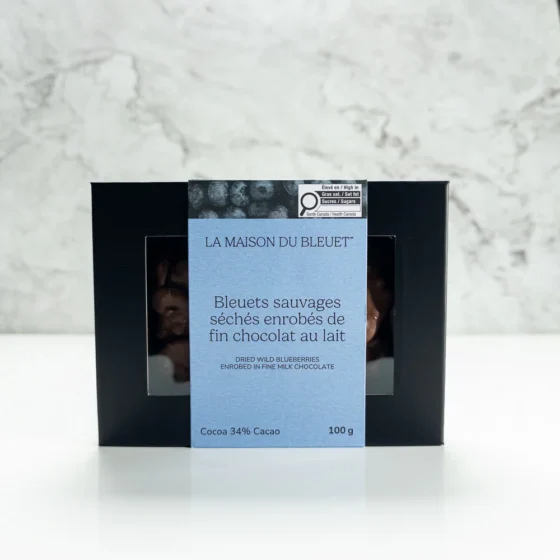 Élevé en / High in
Gras sat. / Sat fat
Sucres / Sugars
Santé Canada / Health Canada
LA MAISON DU BLEUET
Bleuets sauvages
séchés enrobés de
fin chocolat au lait
DRIED WILD BLUEBERRIES
ENROBED IN FINE MILK CHOCOLATE
Cocoa 34% Cacao 100 g